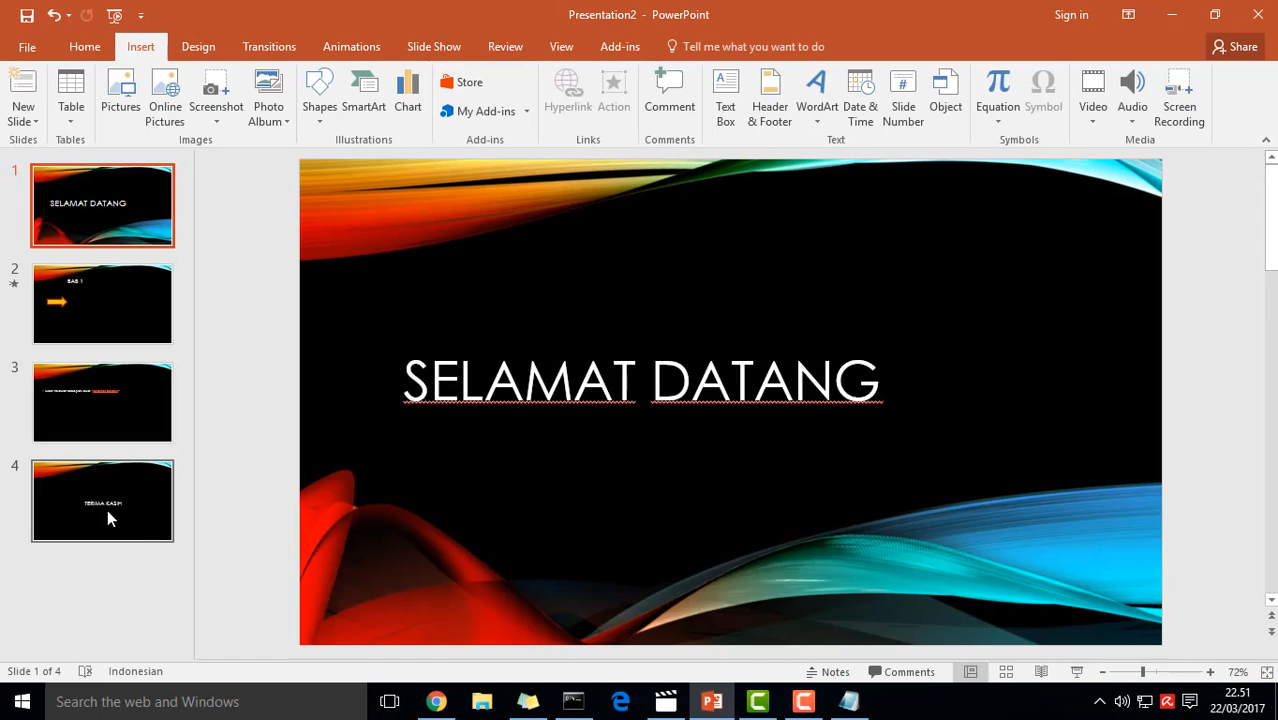 Presentation2 - PowerPoint
Sign in
File Home Insert Design Transitions Animations Slide Show Review View Add-ins Tell me what you want to do Share
New Slide
Table
Pictures
Online Pictures
Screenshot
Photo Album
Shapes
SmartArt
Chart
Store
My Add-ins
Hyperlink
Action
Comment
Text Box
Header & Footer
WordArt
Date & Time
Slide Number
Object
Equation
Symbol
Video
Audio
Screen Recording
Slides Tables Images Illustrations Add-ins Links Comments Text Symbols Media
1
SELAMAT DATANG
2
BAB 1
3
4
TERIMA KASIH
SELAMAT DATANG
Slide 1 of 4 Indonesian Notes Comments 72%
Search the web and Windows
22.51
22/03/2017